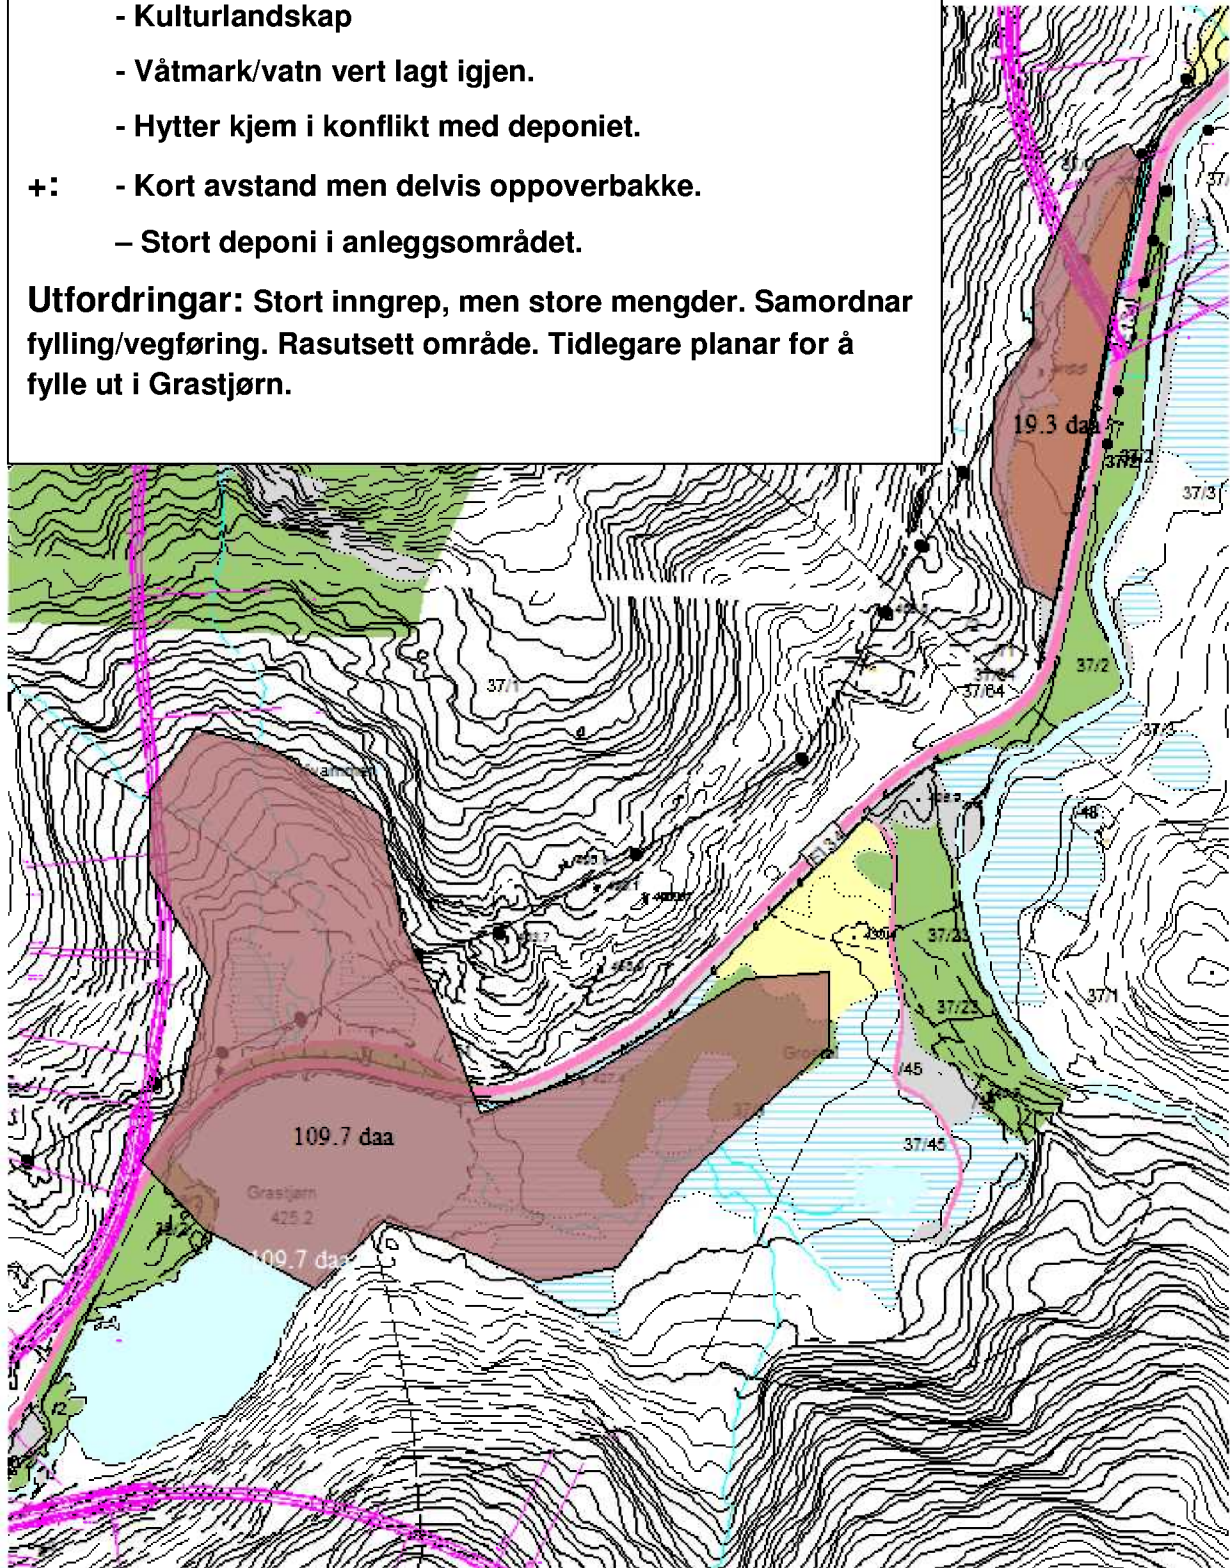 - Kulturlandskap
- Våtmark/vatn vert lagt igjen.
- Hytter kjem i konflikt med deponiet.
+: - Kort avstand men delvis oppoverbakke.
– Stort deponi i anleggsområdet.
Utfordringar: Stort inngrep, men store mengder. Samordnar
fylling/vegføring. Rasutsett område. Tidlegare planar for å
fylle ut i Grastjørn.
19.3 daa
37/3
37/2
37/64
37/1
37/3
48
E134
37/23
37/23
37/1
/45
37/45
109.7 daa
Grastjørn
425.2
109.7 daa